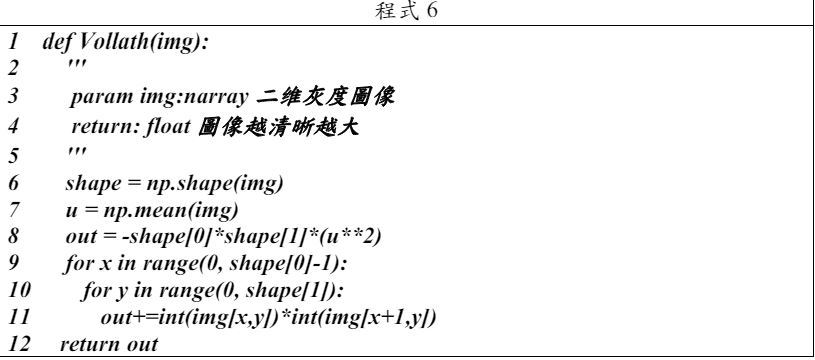 程式 6
1 def Vollath(img):
2 '''
3 param img:narray 二维灰度圖像
4 return: float 圖像越清晰越大
5 '''
6 shape = np.shape(img)
7 u = np.mean(img)
8 out = -shape[0]*shape[1]*(u**2)
9 for x in range(0, shape[0]-1):
10 for y in range(0, shape[1]):
11 out+=int(img[x,y])*int(img[x+1,y])
12 return out